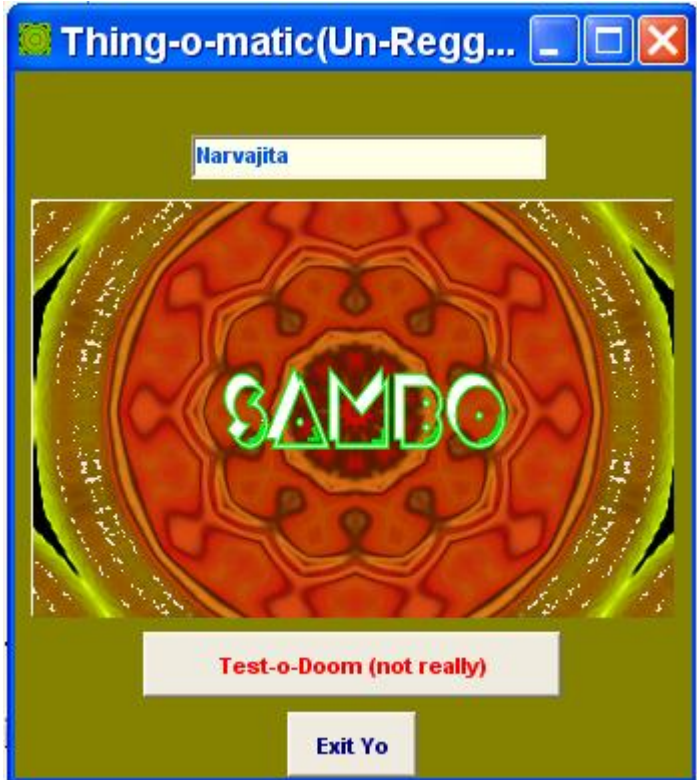 Thing-o-matic(Un-Regg...
Narvajita
SAMBO
Test-o-Doom (not really)
Exit Yo